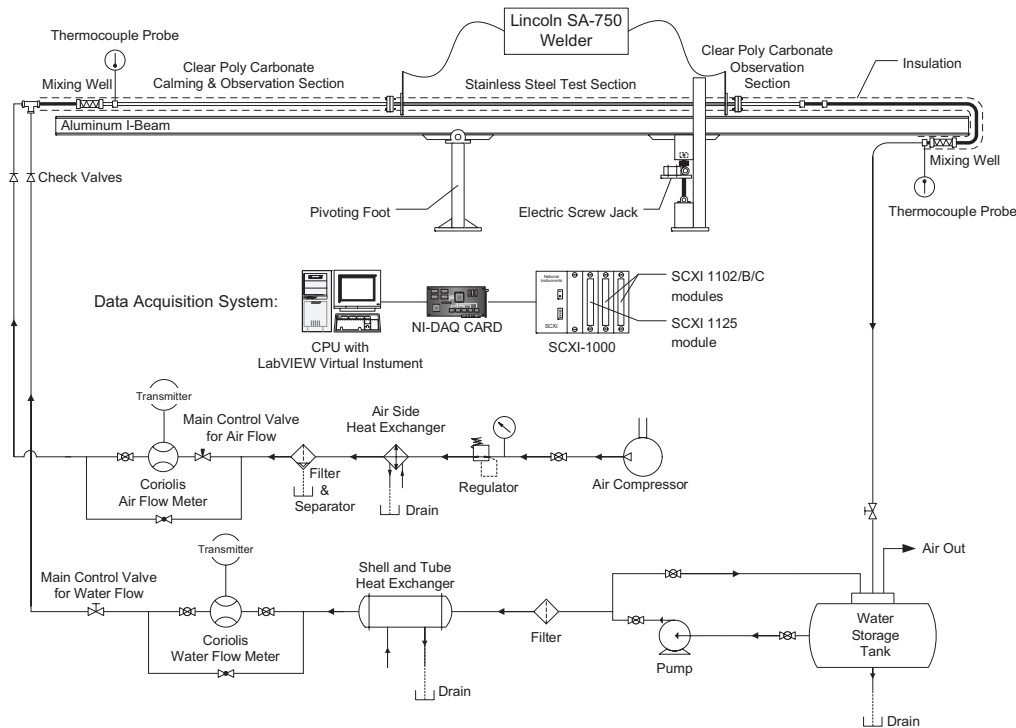 Lincoln SA-750
Welder
Thermocouple Probe
Mixing Well
Clear Poly Carbonate
Calming & Observation Section
Stainless Steel Test Section
Clear Poly Carbonate
Observation
Section
Insulation
Aluminum I-Beam
Mixing Well
Check Valves
Pivoting Foot
Electric Screw Jack
Thermocouple Probe
Data Acquisition System:
CPU with
LabVIEW Virtual Instument
NI-DAQ CARD
National
Instruments
SCXI
SCXI-1000
SCXI 1102/B/C
modules
SCXI 1125
module
Transmitter
Main Control Valve
for Air Flow
Air Side
Heat Exchanger
Coriolis
Air Flow Meter
Filter
&
Separator
Drain
Regulator
Air Compressor
Transmitter
Main Control Valve
for Water Flow
Shell and Tube
Heat Exchanger
Air Out
Coriolis
Water Flow Meter
Filter
Pump
Water
Storage
Tank
Drain
Drain